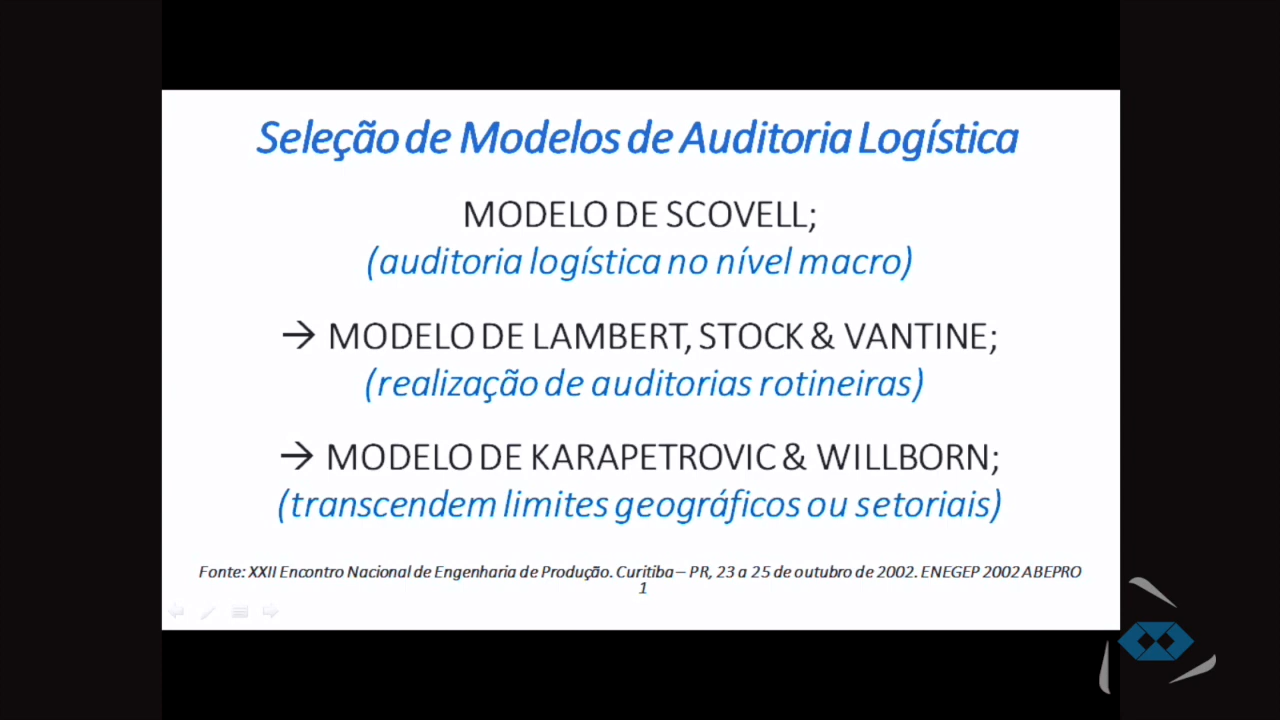 Seleção de Modelos de Auditoria Logística
MODELO DE SCOVELL;
(auditoria logística no nível macro)
→ MODELO DE LAMBERT, STOCK & VANTINE;
(realização de auditorias rotineiras)
→ MODELO DE KARAPETROVIC & WILLBORN;
(transcendem limites geográficos ou setoriais)
Fonte: XXII Encontro Nacional de Engenharia de Produção. Curitiba – PR, 23 a 25 de outubro de 2002. ENEGEP 2002 ABEPRO
1